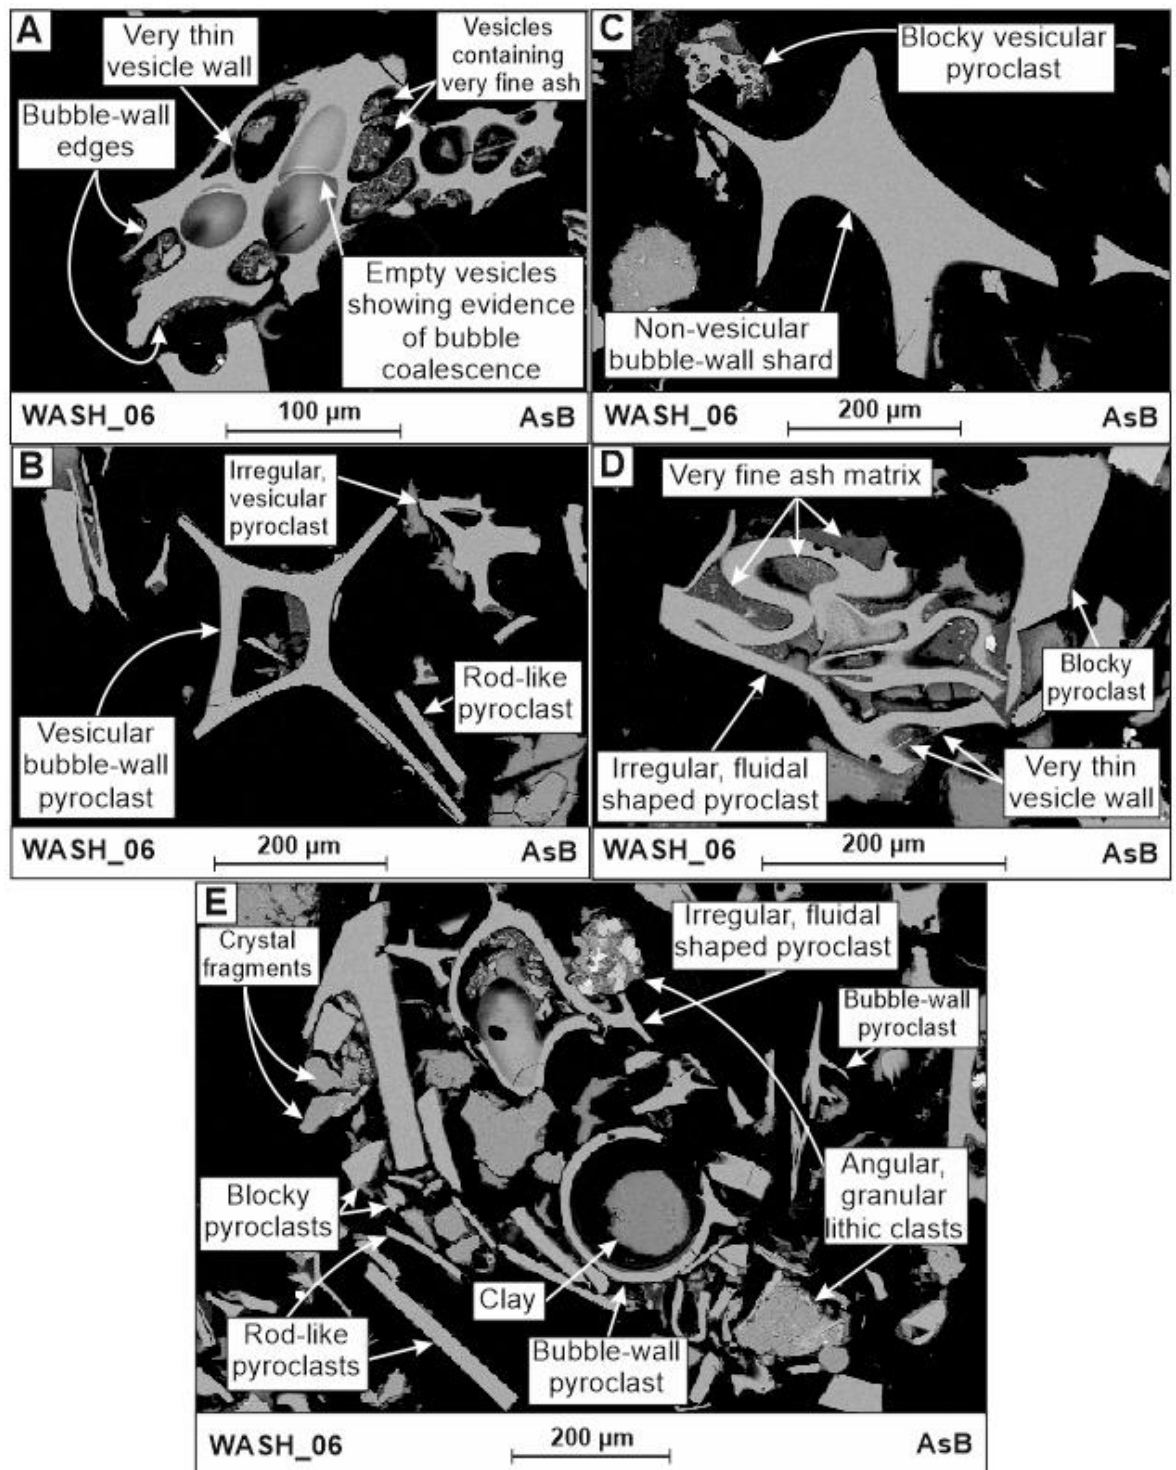 A
Very thin
vesicle wall
Vesicles
containing
very fine ash
Bubble-wall
edges
Empty vesicles
showing evidence
of bubble
coalescence
WASH_06
100 µm
AsB
C
Blocky vesicular
pyroclast
Non-vesicular
bubble-wall shard
WASH_06
200 µm
AsB
B
Irregular,
vesicular
pyroclast
Rod-like
pyroclast
Vesicular
bubble-wall
pyroclast
WASH_06
200 µm
AsB
D
Very fine ash matrix
Blocky
pyroclast
Irregular, fluidal
shaped pyroclast
Very thin
vesicle wall
WASH_06
200 µm
AsB
E
Crystal
fragments
Irregular, fluidal
shaped pyroclast
Bubble-wall
pyroclast
Angular,
granular
lithic clasts
Blocky
pyroclasts
Clay
Rod-like
pyroclasts
Bubble-wall
pyroclast
WASH_06
200 µm
AsB